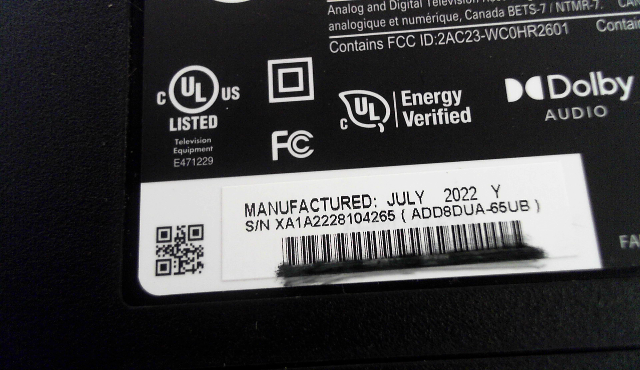 Analog and Digital Television
analogique et numérique, Canada BETS-7 / NTMR-7.
Contains FCC ID:2AC23-WC0HR2601
c UL US
LISTED
Television
Equipment
E471229
FC
c UL
Energy
Verified
Dolby
AUDIO
MANUFACTURED: JULY 2022 Y
S/N XA1A2228104265 ( ADD8DUA-65UB )